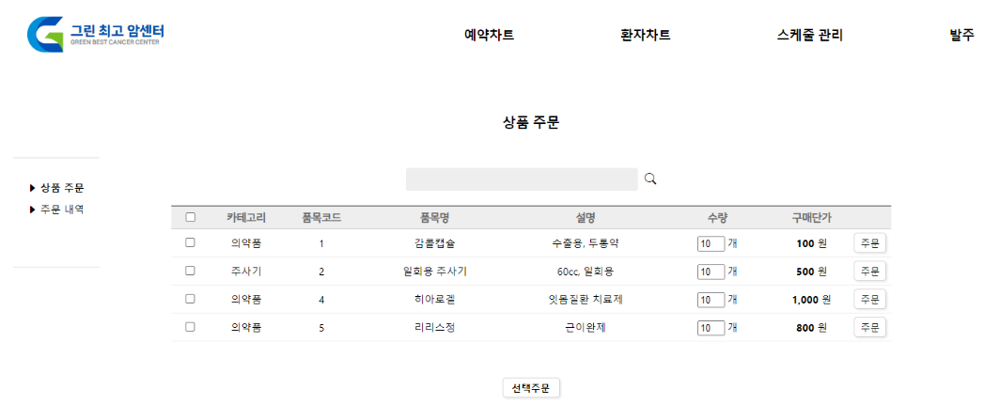 그린 최고 암센터
GREEN BEST CANCER CENTER
예약차트 환자차트 스케줄 관리 발주
상품 주문
상품 주문
주문 내역
카테고리 품목코드 품목명 설명 수량 구매단가
의약품 1 감콜캡슐 수줄용, 두통약 10 개 100 원 주문
주사기 2 일회용 주사기 60cc, 일회용 10 개 500 원 주문
의약품 4 히아로겔 잇몸질환 치료제 10 개 1,000 원 주문
의약품 5 리리스정 근이완제 10 개 800 원 주문
선택주문